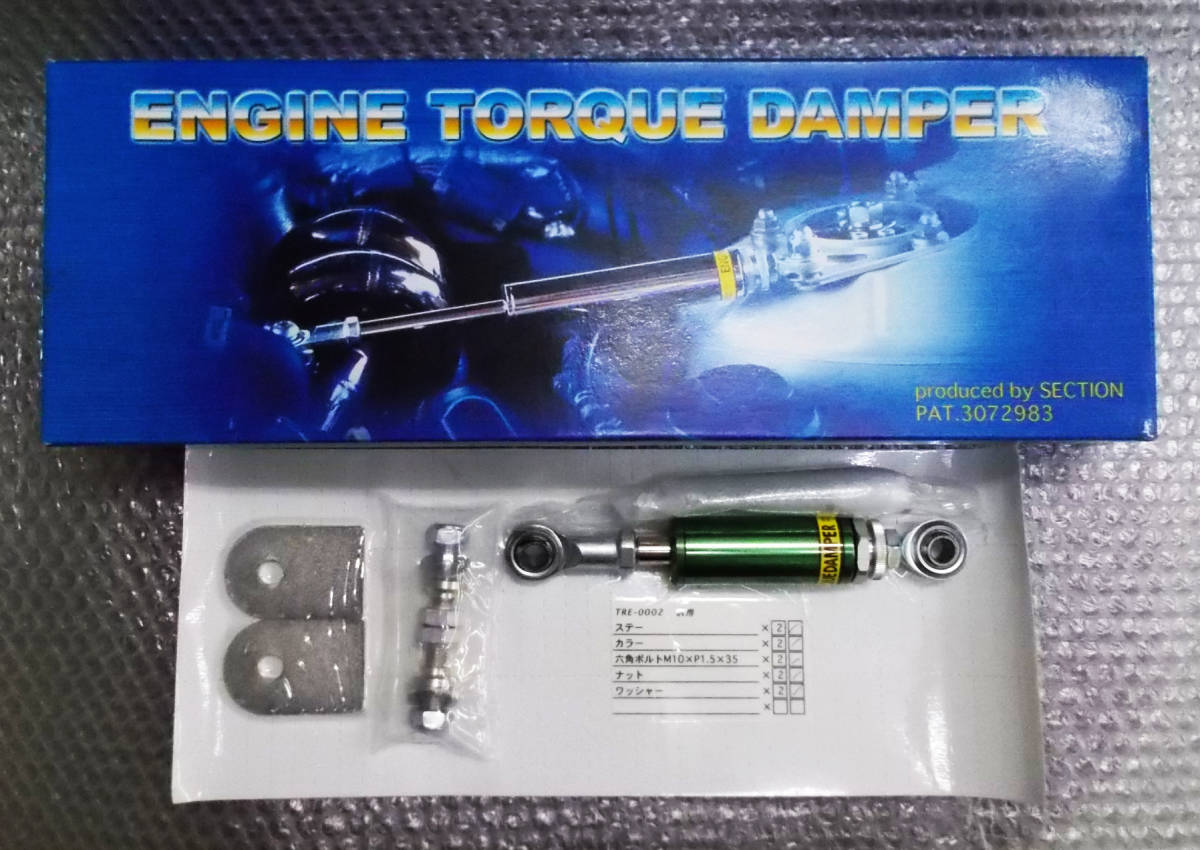 ENGINE TORQUE DAMPER
produced by SECTION
PAT.3072983
UEDAMPER
TRE-0002
ステー × 2
カラー × 2
六角ボルトM10×P1.5×35 × 2
ナット × 2
ワッシャー × 2
×